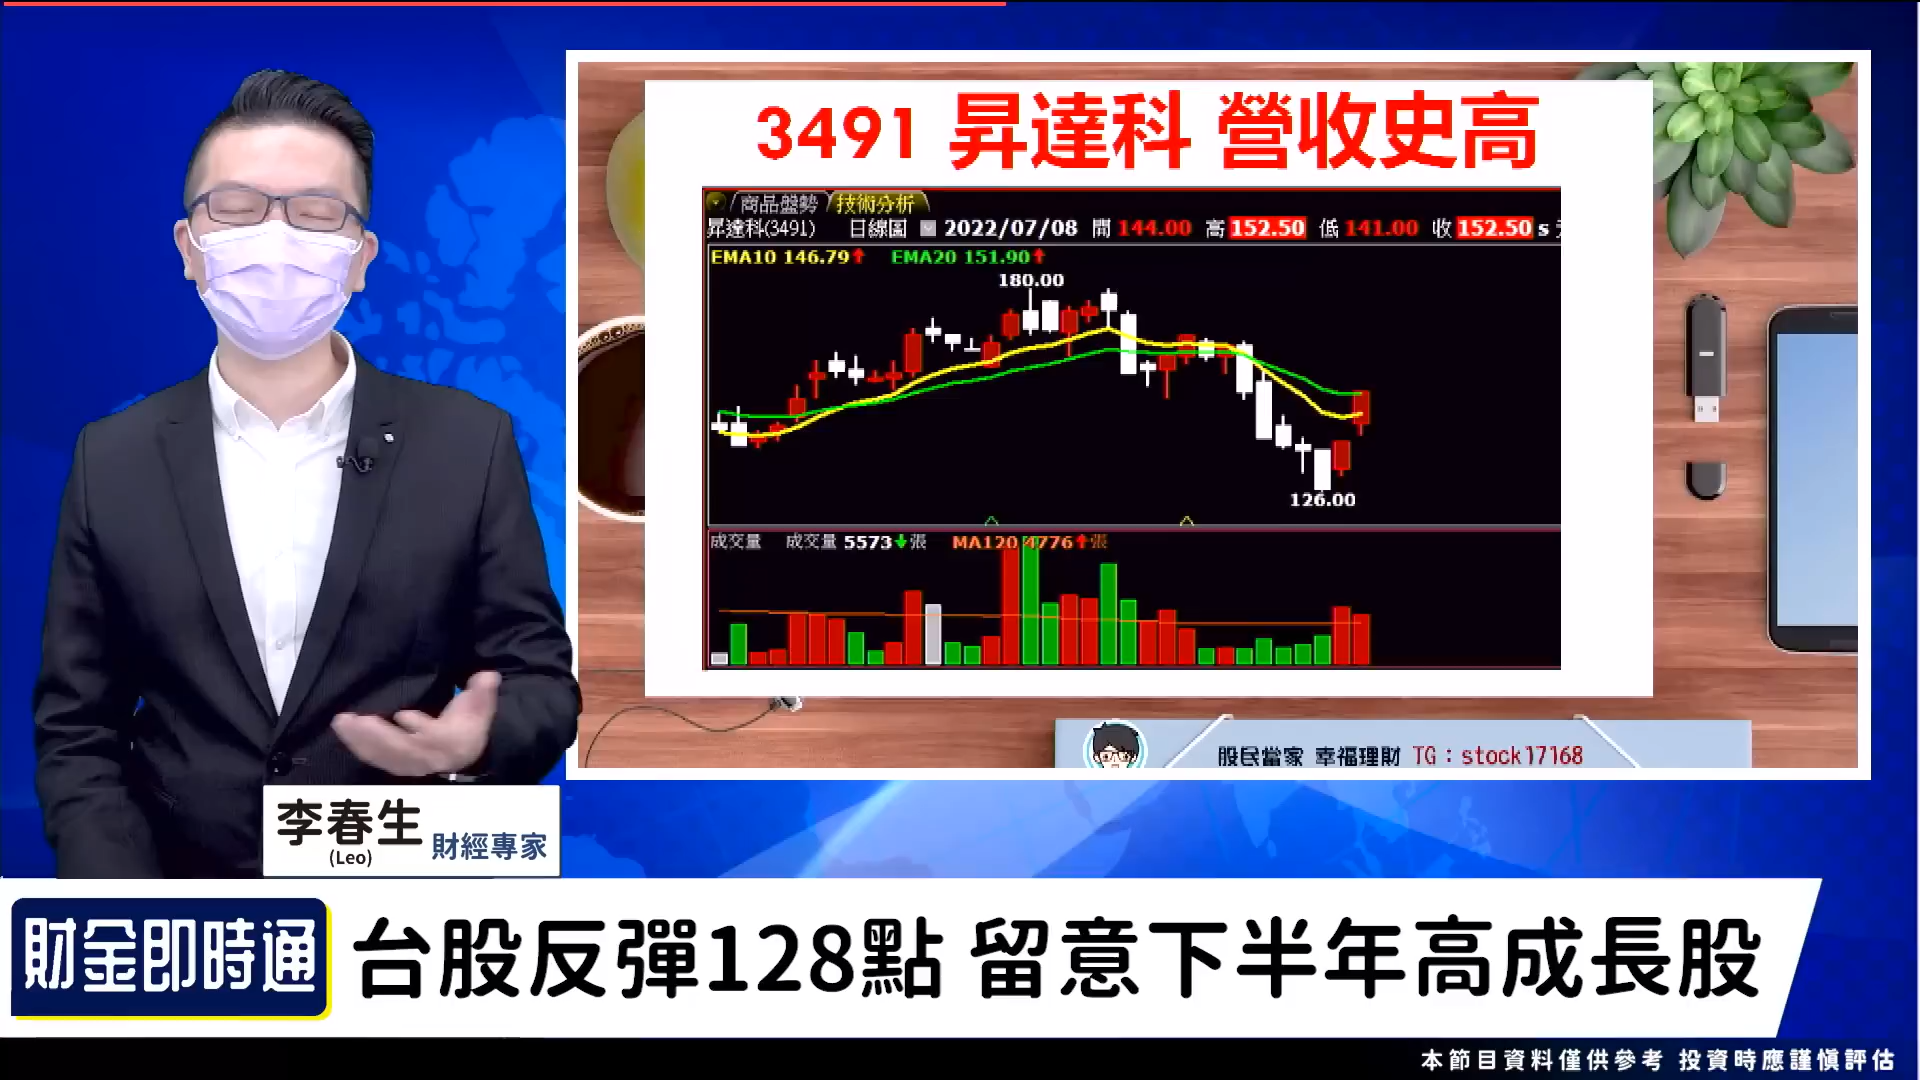 3491 昇達科 營收史高
商品盤勢 技術分析
昇達科(3491) 日線圖 2022/07/08 開 144.00 高 152.50 低 141.00 收 152.50 s
EMA10 146.79 EMA20 151.90
180.00
126.00
成交量 成交量 5573 張 MA120 4776 張
股民當家 幸福理財 TG：stock17168
李春生
(Leo)
財經專家
財金即時通
台股反彈128點 留意下半年高成長股
本節目資料僅供參考 投資時應謹慎評估